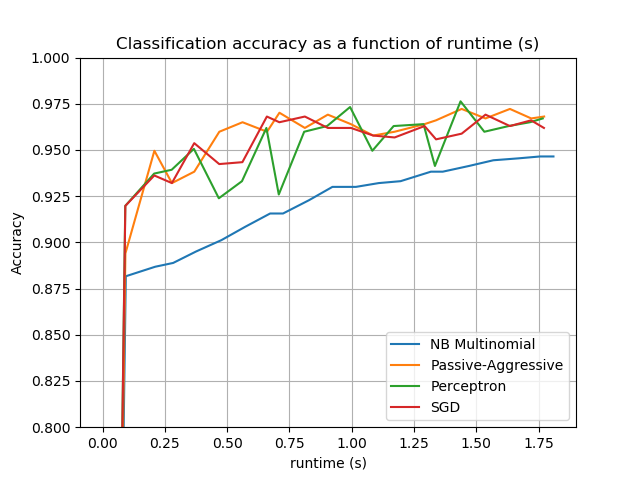 Classification accuracy as a function of runtime (s)
1.000
0.975
0.950
0.925
0.900
0.875
0.850
0.825
0.800
Accuracy
NB Multinomial
Passive-Aggressive
Perceptron
SGD
0.00 0.25 0.50 0.75 1.00 1.25 1.50 1.75
runtime (s)